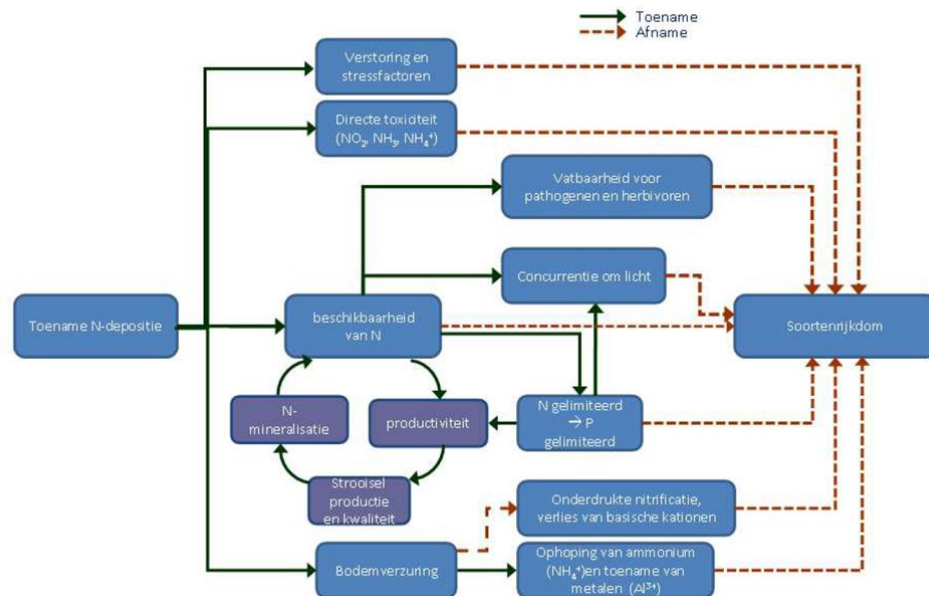 Toename
Afname
Verstoring en
stressfactoren
Directe toxiciteit
(NO₂, NH₃, NH₄⁺)
Vatbaarheid voor
pathogenen en herbivoren
Concurrentie om licht
Toename N-depositie
beschikbaarheid
van N
Soortenrijkdom
N-
mineralisatie
productiviteit
N gelimiteerd
→ P
gelimiteerd
Strooisel
productie
en kwaliteit
Onderdrukte nitrificatie,
verlies van basische kationen
Bodemverzuring
Ophoping van ammonium
(NH₄⁺)en toename van
metalen (Al³⁺)